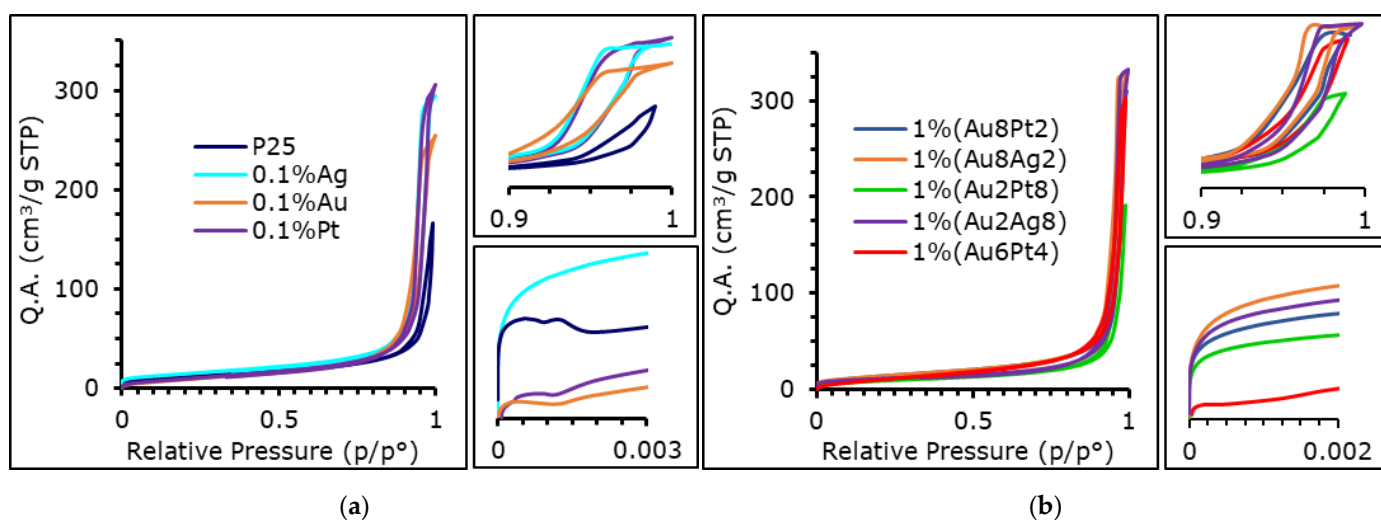 Q.A. (cm³/g STP)
300
200
100
0
P25
0.1%Ag
0.1%Au
0.1%Pt
0
0.5
1
Relative Pressure (p/p°)
0.9
1
0
0.003
Q.A. (cm³/g STP)
300
200
100
0
1%(Au8Pt2)
1%(Au8Ag2)
1%(Au2Pt8)
1%(Au2Ag8)
1%(Au6Pt4)
0
0.5
1
Relative Pressure (p/p°)
0.9
1
0
0.002
(a)
(b)